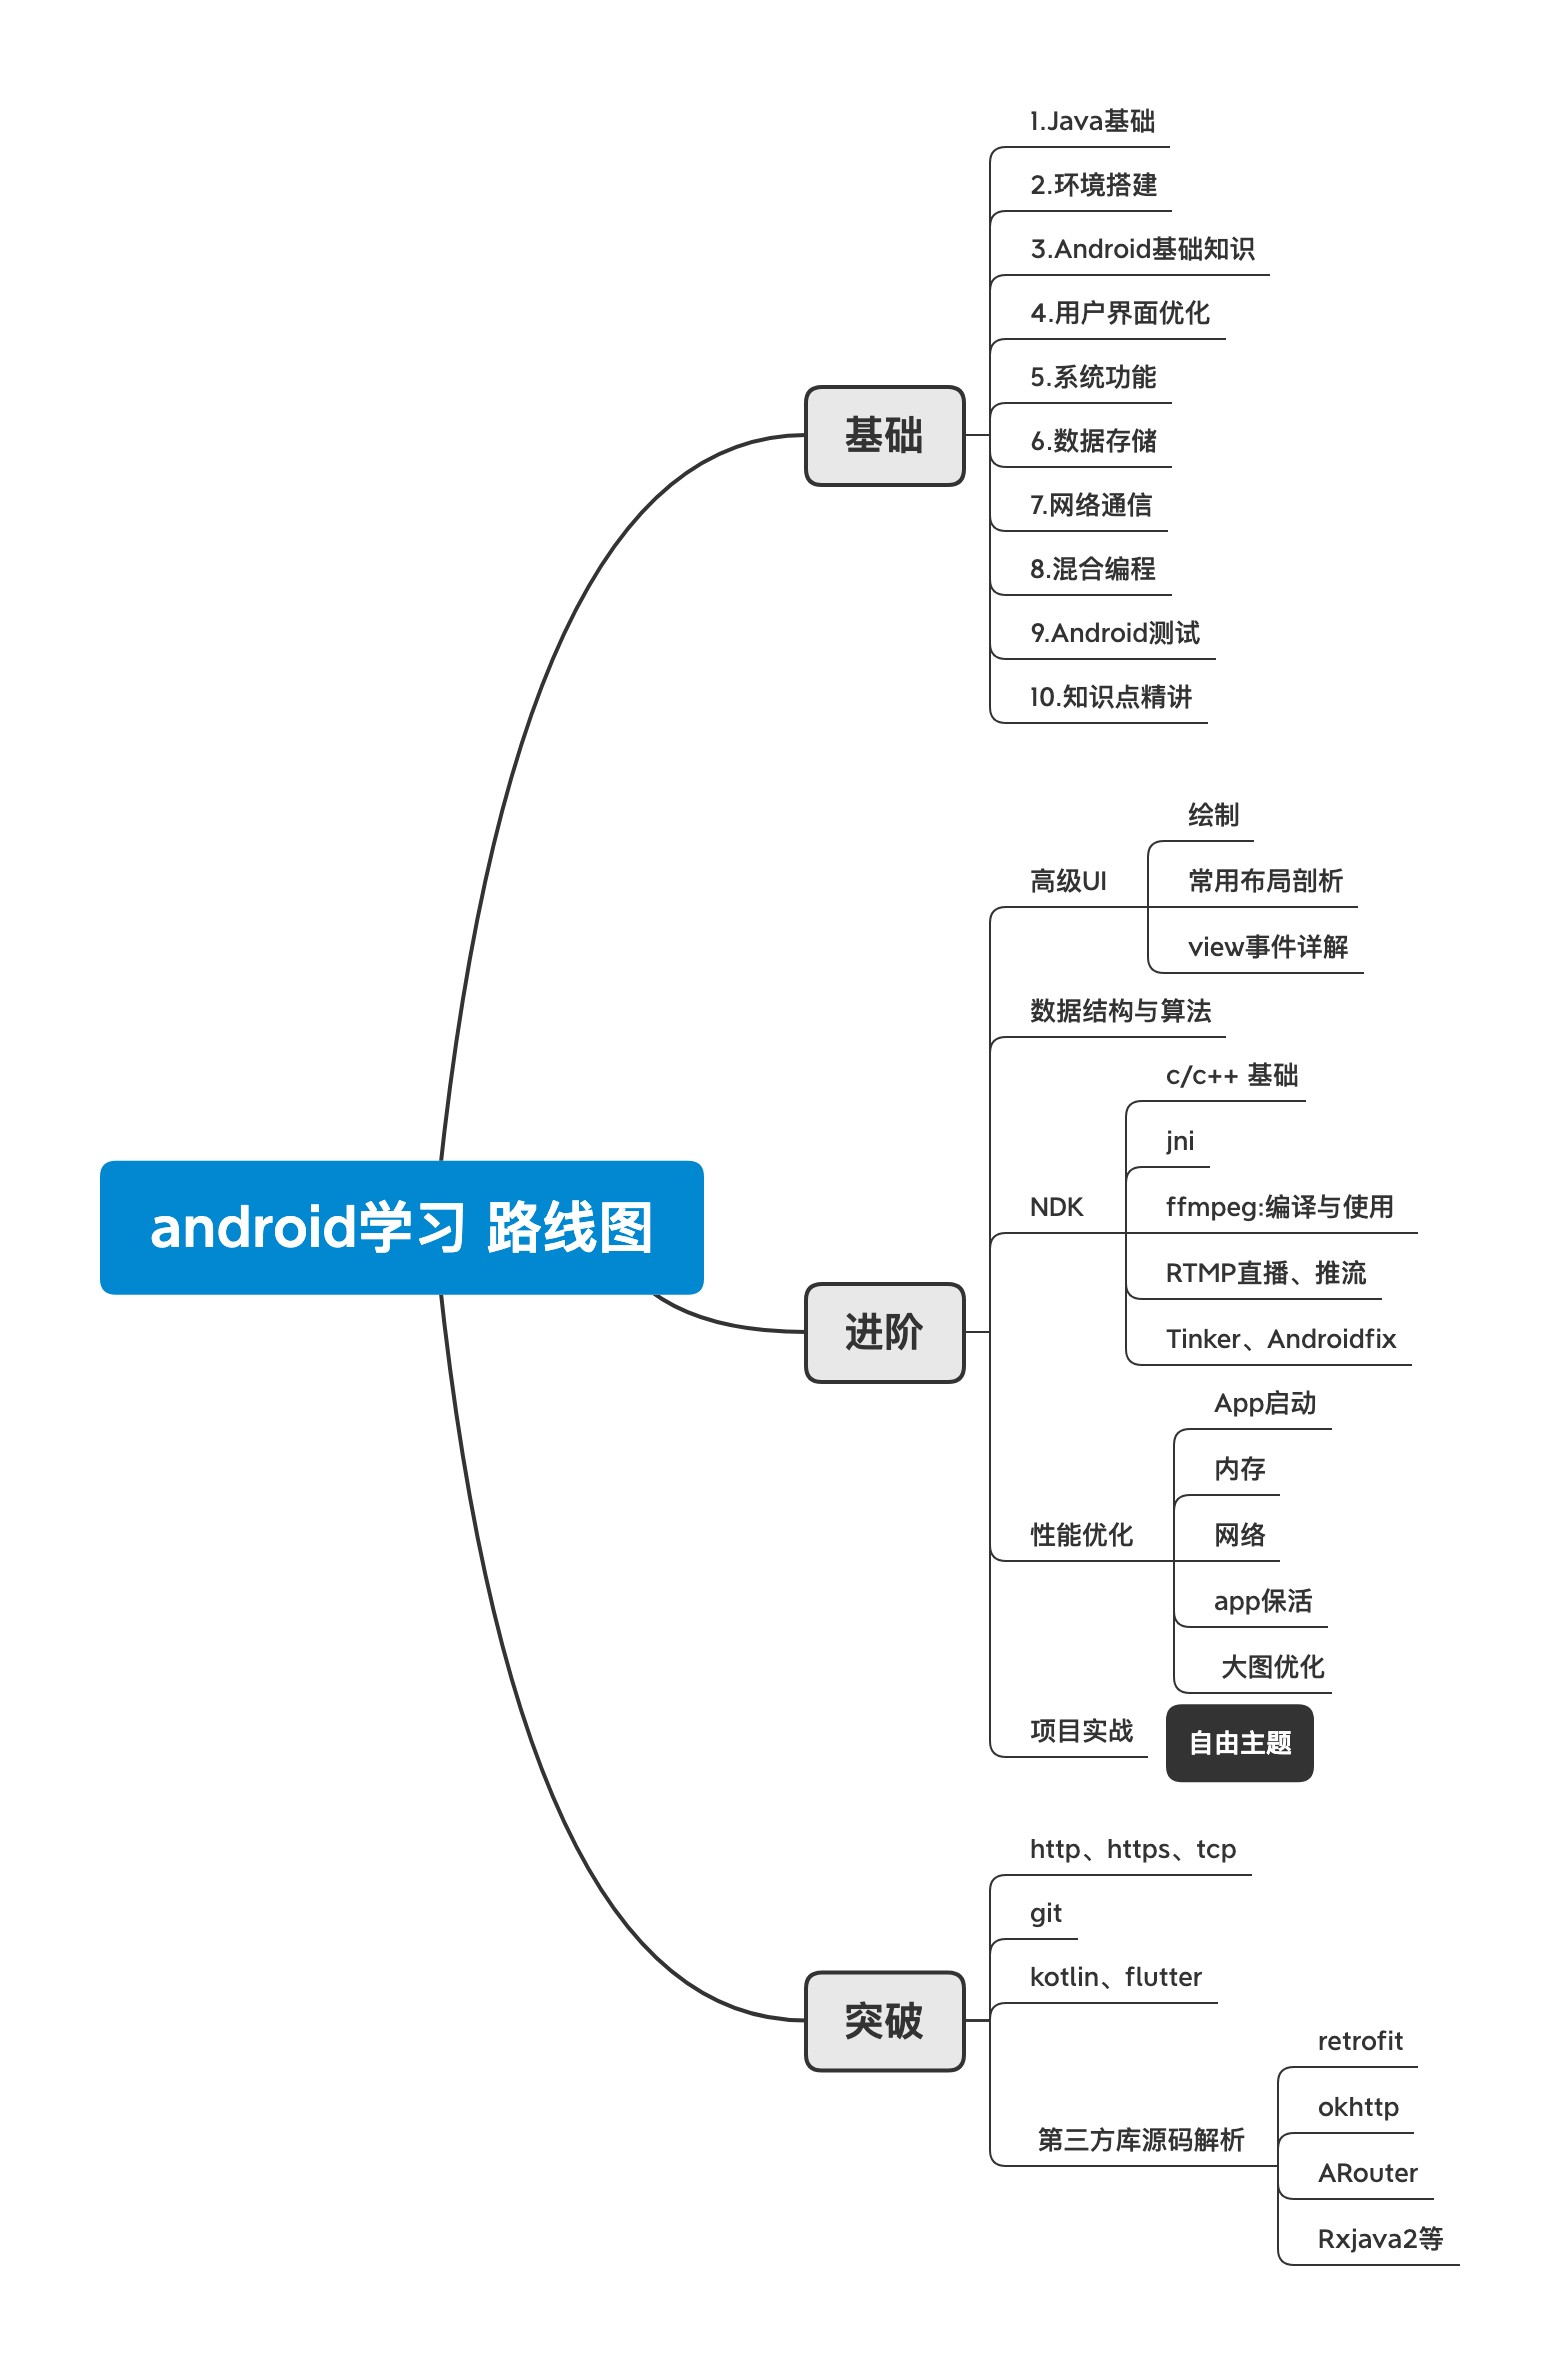 android学习 路线图
基础
1.Java基础
2.环境搭建
3.Android基础知识
4.用户界面优化
5.系统功能
6.数据存储
7.网络通信
8.混合编程
9.Android测试
10.知识点精讲
进阶
高级UI
绘制
常用布局剖析
view事件详解
数据结构与算法
NDK
c/c++ 基础
jni
ffmpeg:编译与使用
RTMP直播、推流
Tinker、Androidfix
性能优化
App启动
内存
网络
app保活
大图优化
项目实战
自由主题
突破
http、https、tcp
git
kotlin、flutter
第三方库源码解析
retrofit
okhttp
ARouter
Rxjava2等